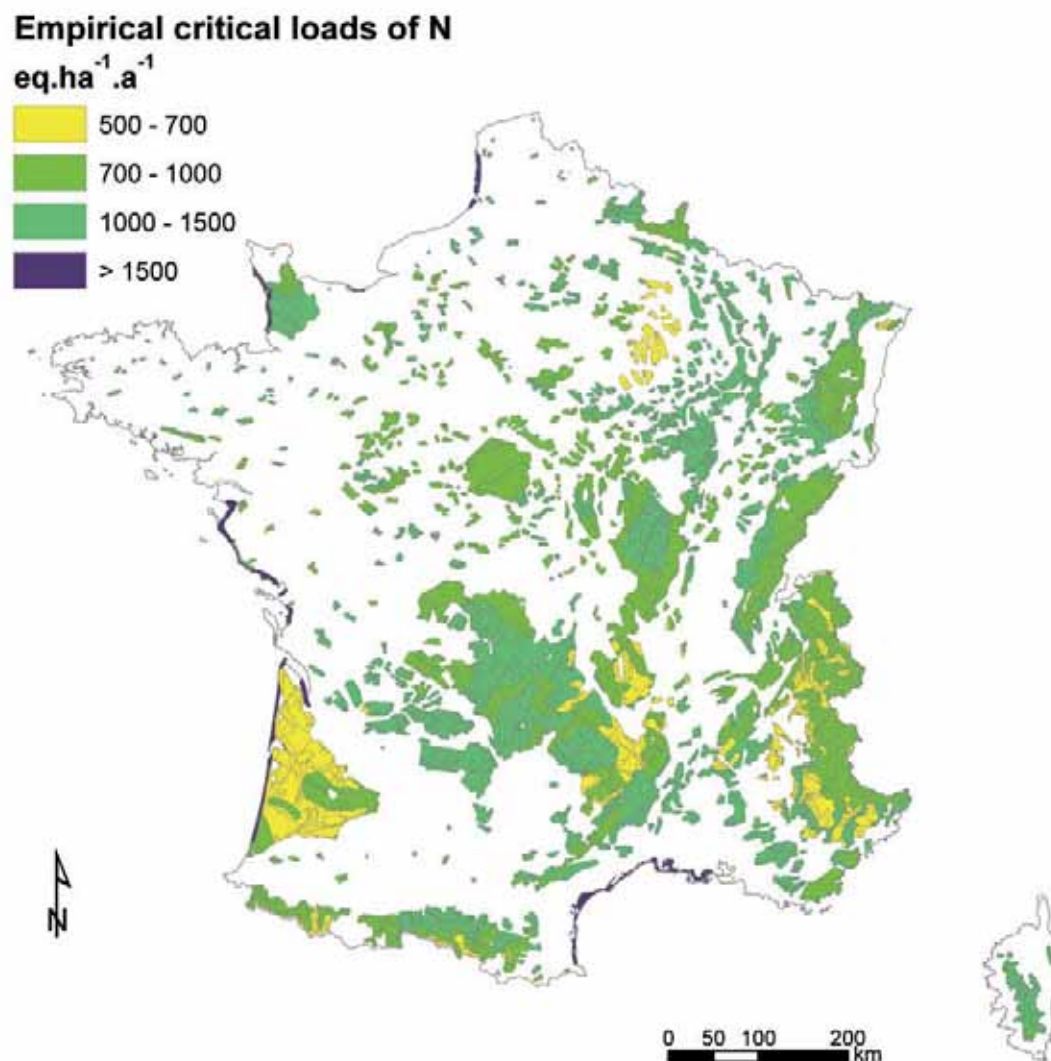 Empirical critical loads of N
eq.ha⁻¹.a⁻¹
500 - 700
700 - 1000
1000 - 1500
> 1500
N
0 50 100 200
km